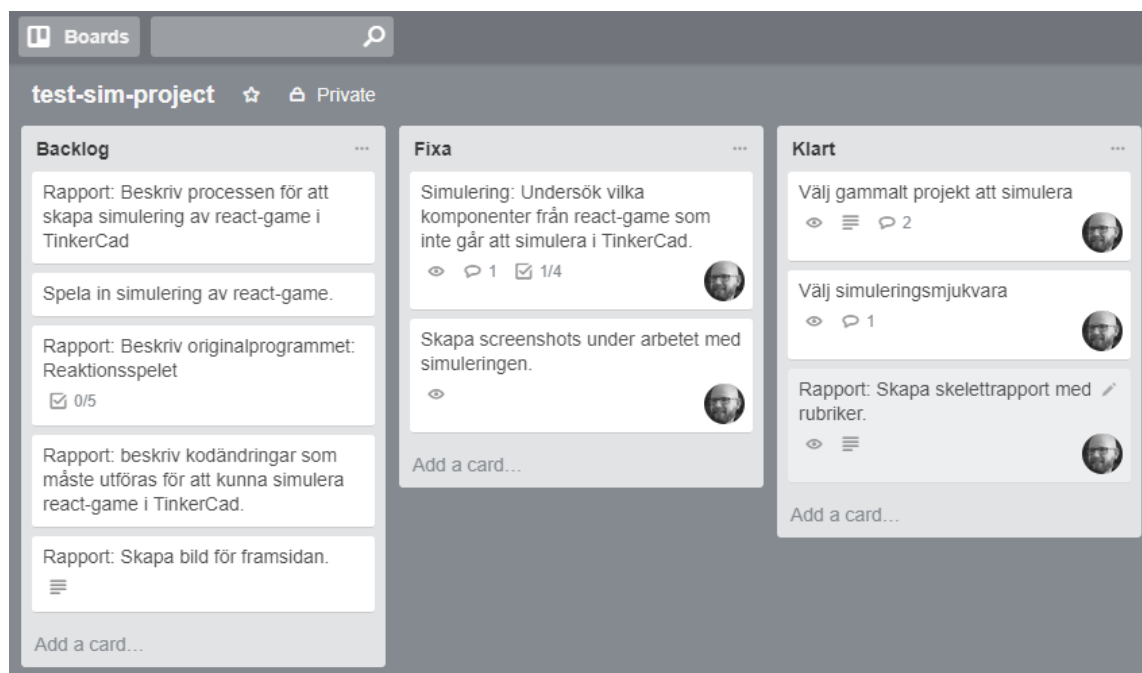 Boards
test-sim-project
Private
Backlog
Rapport: Beskriv processen för att
skapa simulering av react-game i
TinkerCad
Spela in simulering av react-game.
Rapport: Beskriv originalprogrammet:
Reaktionsspelet
0/5
Rapport: beskriv kodändringar som
måste utföras för att kunna simulera
react-game i TinkerCad.
Rapport: Skapa bild för framsidan.
Add a card...
Fixa
Simulering: Undersök vilka
komponenter från react-game som
inte går att simulera i TinkerCad.
1 1/4
Skapa screenshots under arbetet med
simuleringen.
Add a card...
Klart
Välj gammalt projekt att simulera
2
Välj simuleringsmjukvara
1
Rapport: Skapa skelettrapport med
rubriker.
Add a card...